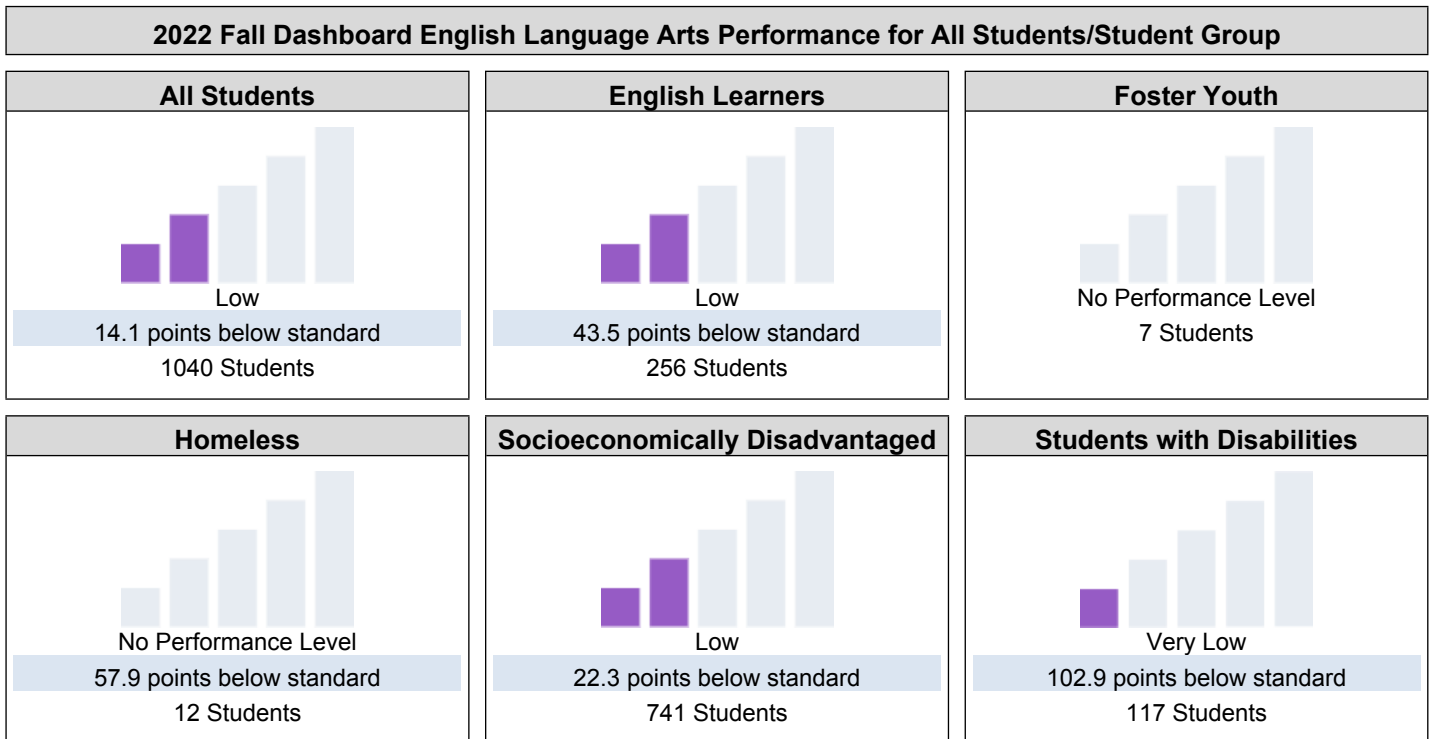 2022 Fall Dashboard English Language Arts Performance for All Students/Student Group
All Students
Low
14.1 points below standard
1040 Students
English Learners
Low
43.5 points below standard
256 Students
Foster Youth
No Performance Level
7 Students
Homeless
No Performance Level
57.9 points below standard
12 Students
Socioeconomically Disadvantaged
Low
22.3 points below standard
741 Students
Students with Disabilities
Very Low
102.9 points below standard
117 Students